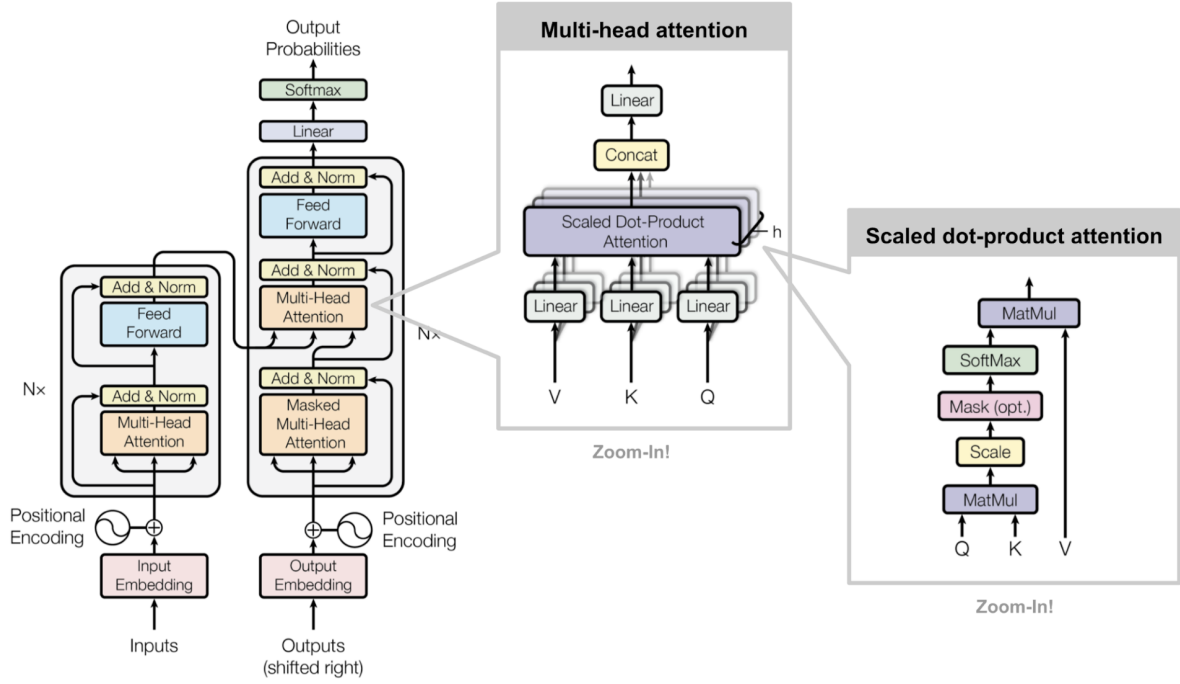 Output
Probabilities
Softmax
Linear
Add & Norm
Feed
Forward
Add & Norm
Multi-Head
Attention
Add & Norm
Masked
Multi-Head
Attention
Nx
Positional
Encoding
Output
Embedding
Outputs
(shifted right)
Add & Norm
Feed
Forward
Add & Norm
Multi-Head
Attention
Nx
Positional
Encoding
Input
Embedding
Inputs
Multi-head attention
Linear
Concat
Scaled Dot-Product
Attention
h
Linear
Linear
Linear
V
K
Q
Zoom-In!
Scaled dot-product attention
MatMul
SoftMax
Mask (opt.)
Scale
MatMul
Q
K
V
Zoom-In!